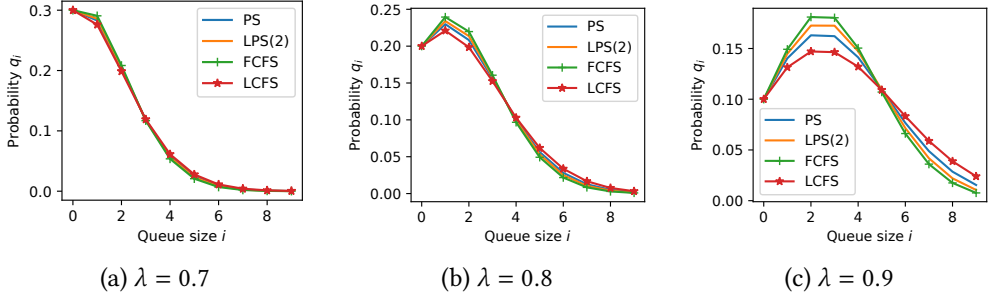 Probability qi
0.3
0.2
0.1
0.0
PS
LPS(2)
FCFS
LCFS
0
2
4
6
8
Queue size i
(a) λ = 0.7
Probability qi
0.25
0.20
0.15
0.10
0.05
0.00
PS
LPS(2)
FCFS
LCFS
0
2
4
6
8
Queue size i
(b) λ = 0.8
Probability qi
0.15
0.10
0.05
0.00
PS
LPS(2)
FCFS
LCFS
0
2
4
6
8
Queue size i
(c) λ = 0.9